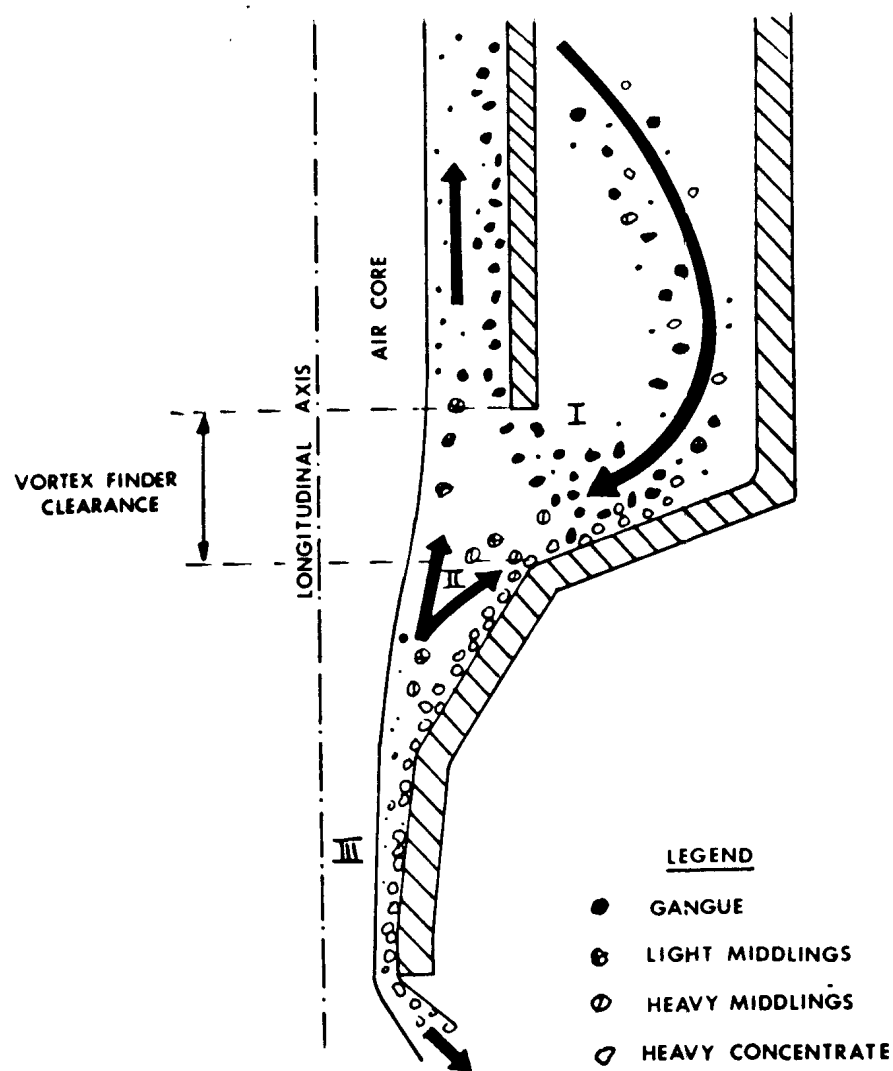 AIR CORE
LONGITUDINAL AXIS
I
VORTEX FINDER
CLEARANCE
II
III
LEGEND
GANGUE
LIGHT MIDDLINGS
HEAVY MIDDLINGS
HEAVY CONCENTRATE